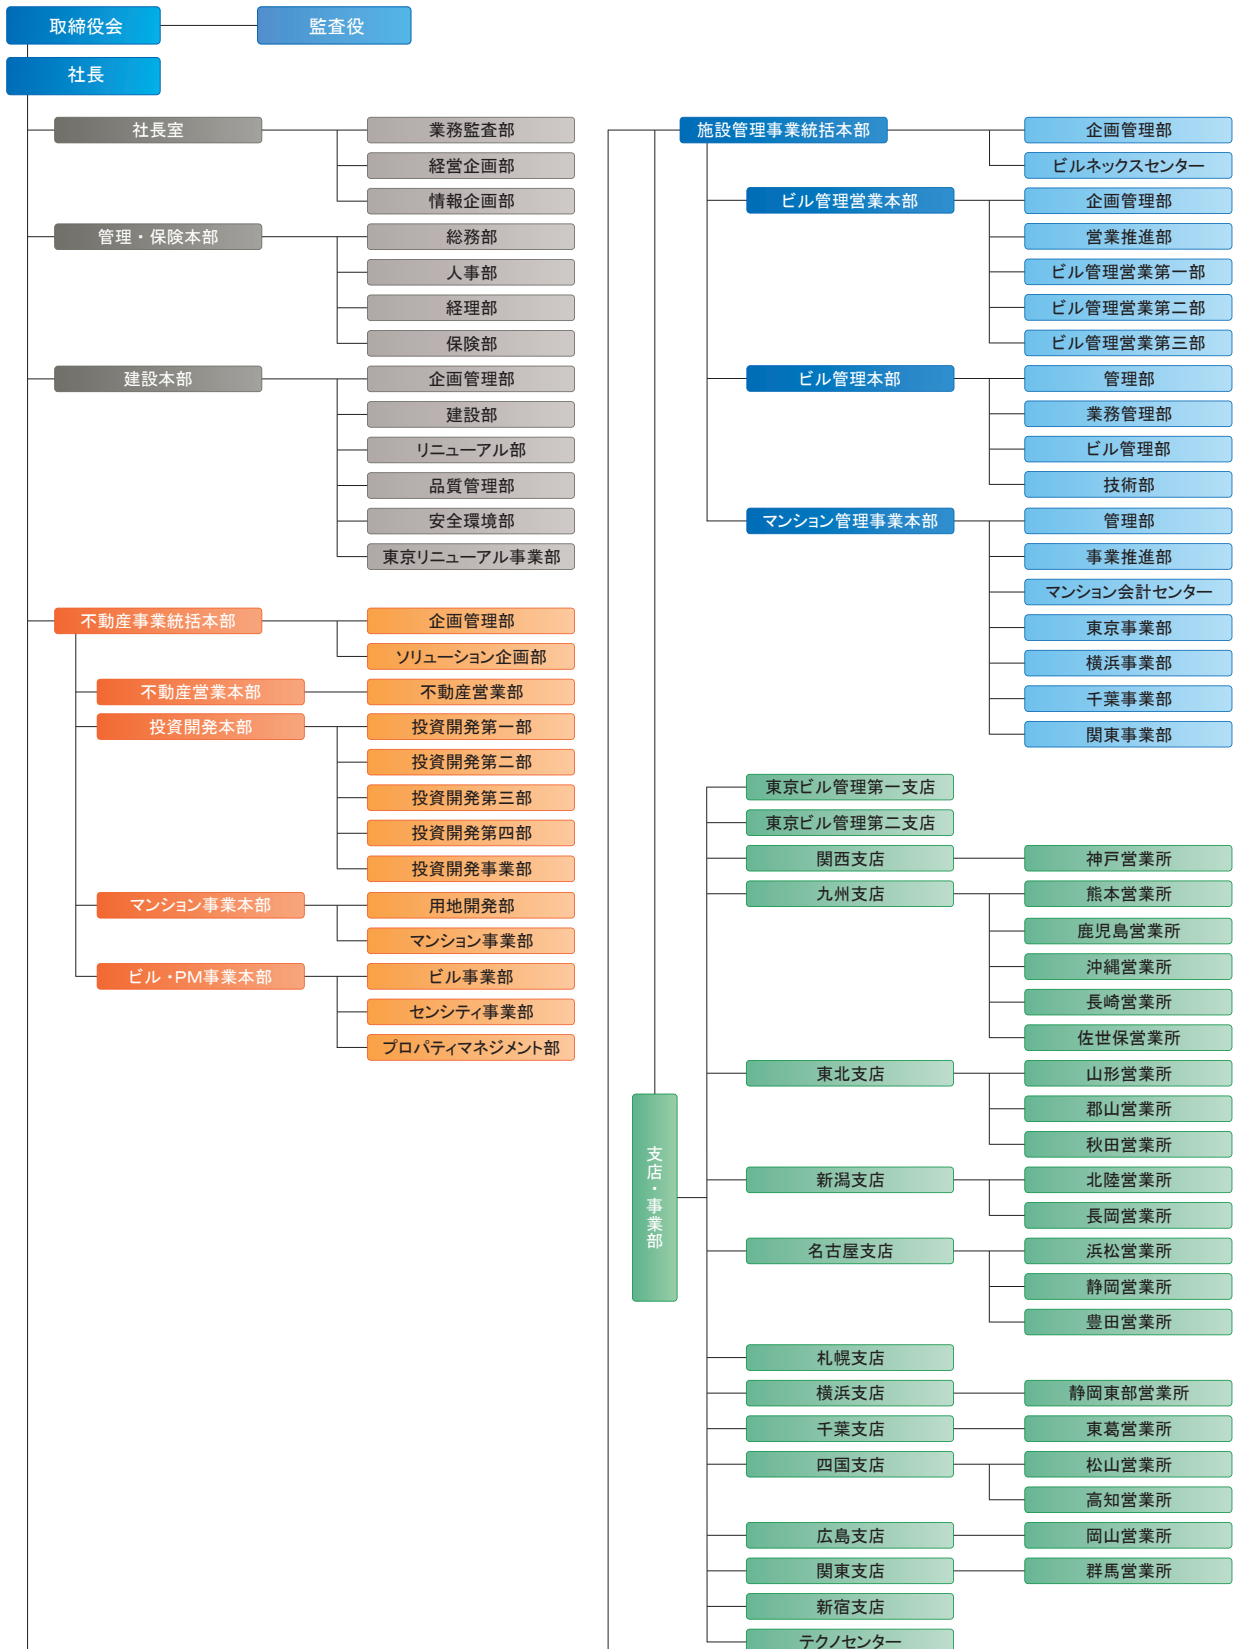 取締役会
監査役
社長
社長室
業務監査部
経営企画部
情報企画部
管理・保険本部
総務部
人事部
経理部
保険部
建設本部
企画管理部
建設部
リニューアル部
品質管理部
安全環境部
東京リニューアル事業部
不動産事業統括本部
企画管理部
ソリューション企画部
不動産営業本部
不動産営業部
投資開発本部
投資開発第一部
投資開発第二部
投資開発第三部
投資開発第四部
投資開発事業部
マンション事業本部
用地開発部
マンション事業部
ビル・PM事業本部
ビル事業部
センシティ事業部
プロパティマネジメント部
施設管理事業統括本部
企画管理部
ビルネックスセンター
ビル管理営業本部
企画管理部
営業推進部
ビル管理営業第一部
ビル管理営業第二部
ビル管理営業第三部
ビル管理本部
管理部
業務管理部
ビル管理部
技術部
マンション管理事業本部
管理部
事業推進部
マンション会計センター
東京事業部
横浜事業部
千葉事業部
関東事業部
支店・事業部
東京ビル管理第一支店
東京ビル管理第二支店
関西支店
神戸営業所
九州支店
熊本営業所
鹿児島営業所
沖縄営業所
長崎営業所
佐世保営業所
東北支店
山形営業所
郡山営業所
秋田営業所
新潟支店
北陸営業所
長岡営業所
名古屋支店
浜松営業所
静岡営業所
豊田営業所
札幌支店
横浜支店
静岡東部営業所
千葉支店
東葛営業所
四国支店
松山営業所
高知営業所
広島支店
岡山営業所
関東支店
群馬営業所
新宿支店
テクノセンター